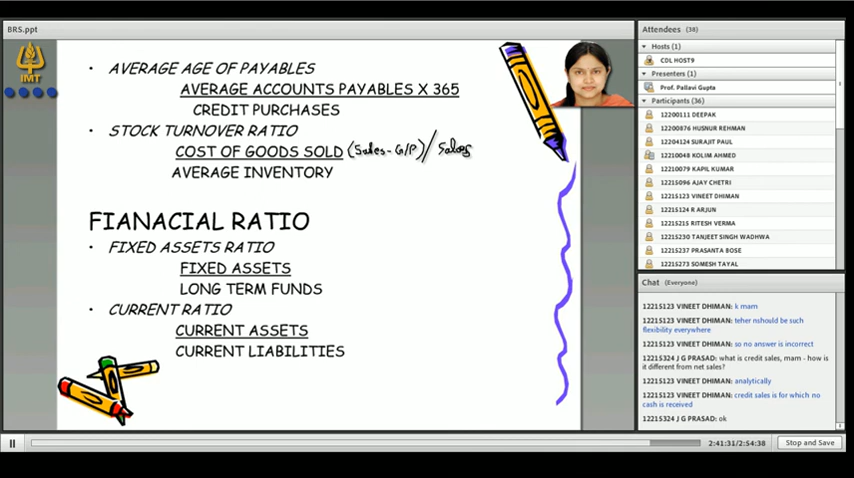 BRS.ppt
IMT
• AVERAGE AGE OF PAYABLES
AVERAGE ACCOUNTS PAYABLES X 365
CREDIT PURCHASES
• STOCK TURNOVER RATIO
COST OF GOODS SOLD (Sales-G/P)/Sales
AVERAGE INVENTORY
FIANACIAL RATIO
• FIXED ASSETS RATIO
FIXED ASSETS
LONG TERM FUNDS
• CURRENT RATIO
CURRENT ASSETS
CURRENT LIABILITIES
Attendees (38)
Hosts (1)
CDL HOST9
Presenters (1)
Prof. Pallavi Gupta
Participants (36)
12200111 DEEPAK
12200876 HUSNUR REHMAN
12204124 SURAJIT PAUL
12210048 KOLIM AHMED
12210079 KAPIL KUMAR
12215096 AJAY CHETRI
12215123 VINEET DHIMAN
12215124 R ARJUN
12215215 RITESH VERMA
12215230 TANJEET SINGH WADHWA
12215237 PRASANTA BOSE
12215273 SOMESH TAYAL
Chat (Everyone)
12215123 VINEET DHIMAN: k mam
12215123 VINEET DHIMAN: teher nshould be such
flexibility everywhere
12215123 VINEET DHIMAN: so no answer is incorrect
12215324 J G PRASAD: what is credit sales, mam - how is
it different from net sales?
12215123 VINEET DHIMAN: analytically
12215123 VINEET DHIMAN: credit sales is for which no
cash is received
12215324 J G PRASAD: ok
2:41:31/2:54:38
Stop and Save